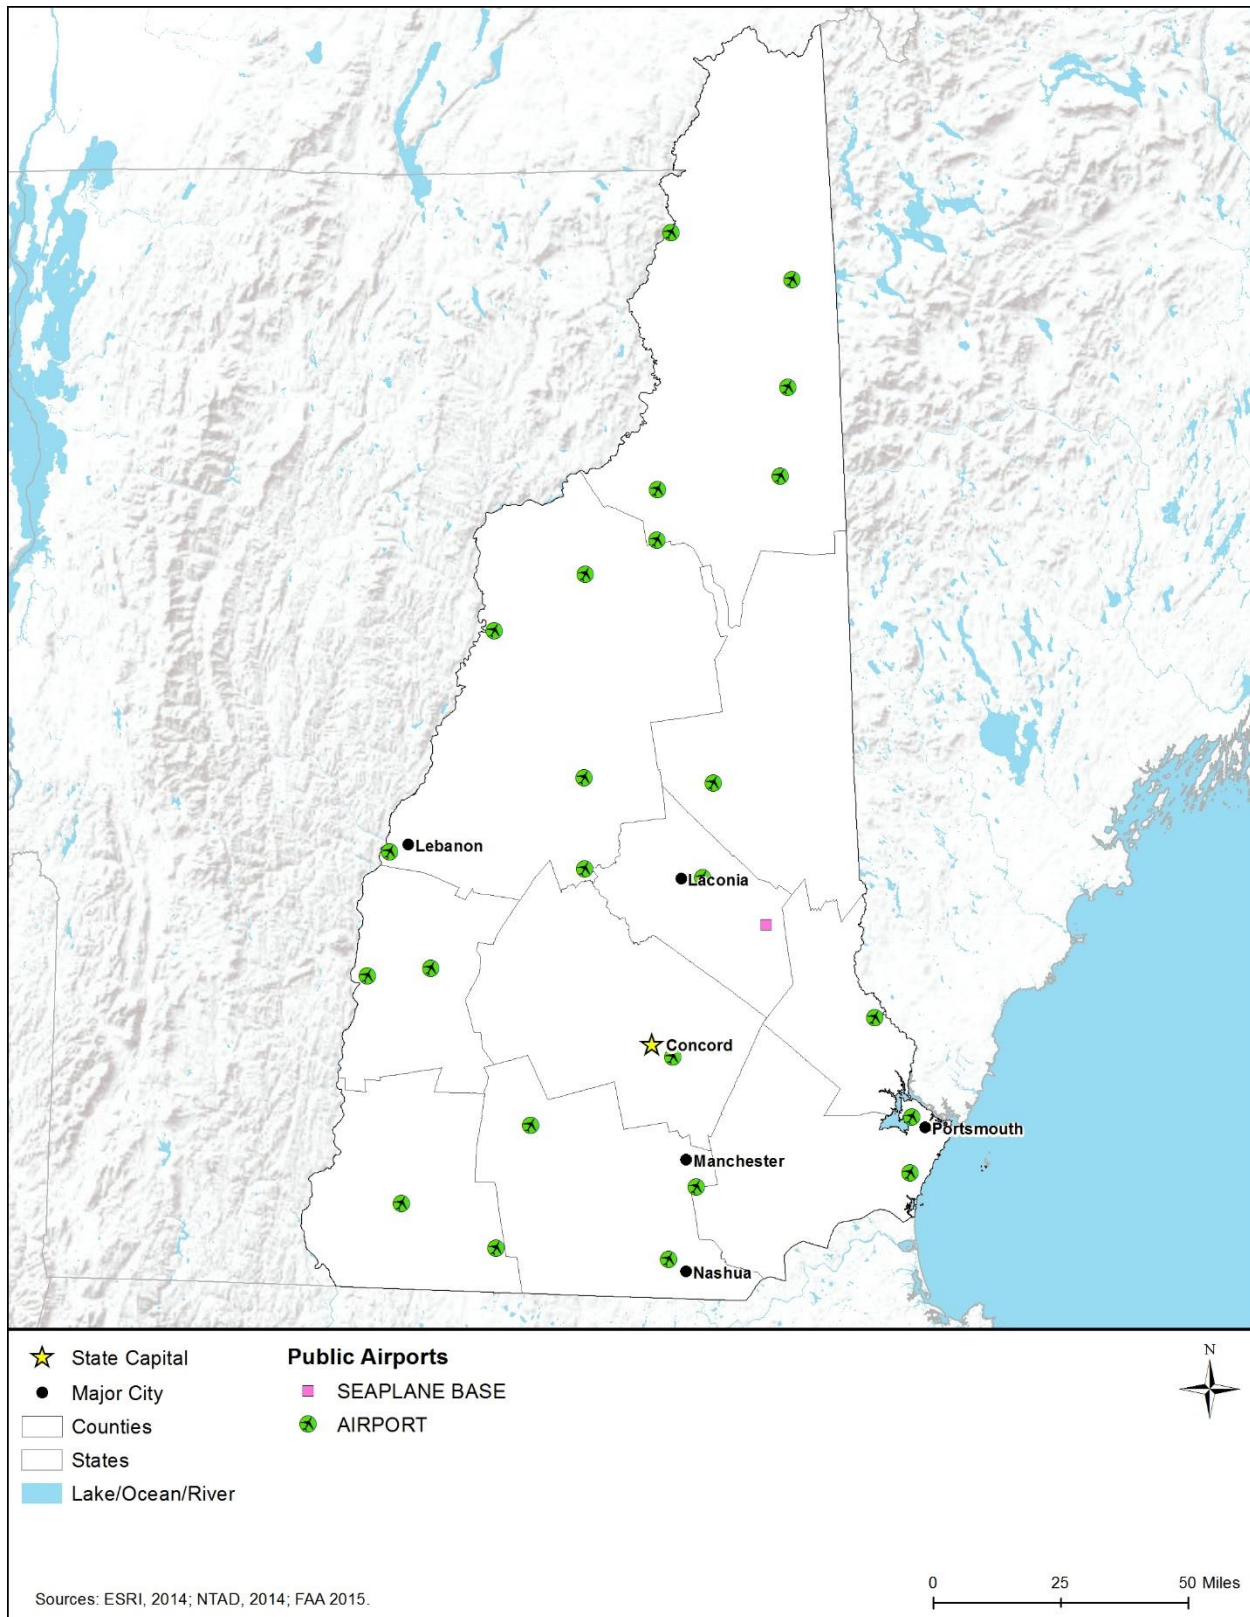 Lebanon
Laconia
Concord
Portsmouth
Manchester
Nashua
State Capital
Major City
Counties
States
Lake/Ocean/River
Public Airports
SEAPLANE BASE
AIRPORT
N
Sources: ESRI, 2014; NTAD, 2014; FAA 2015.
0 25 50 Miles